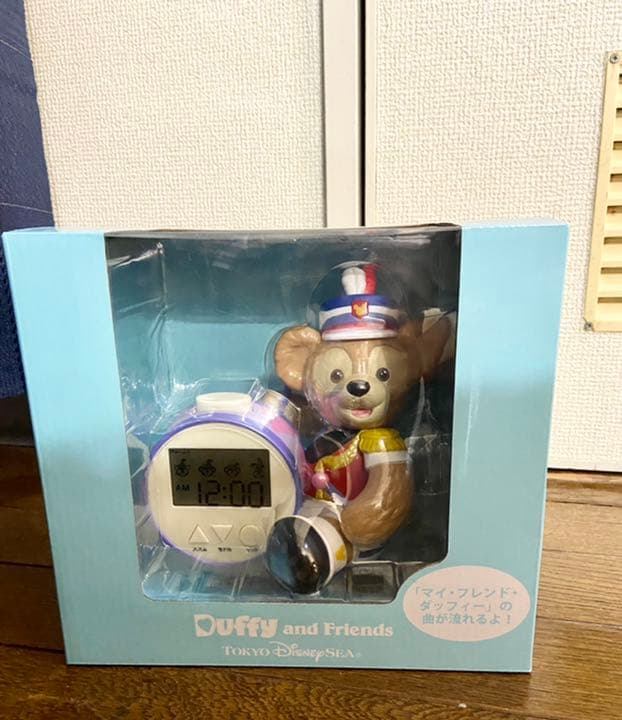 AM 12:00
「マイ・フレンド・
ダッフィー」の
曲が流れるよ！
Duffy and Friends
TOKYO DISNEYSEA®